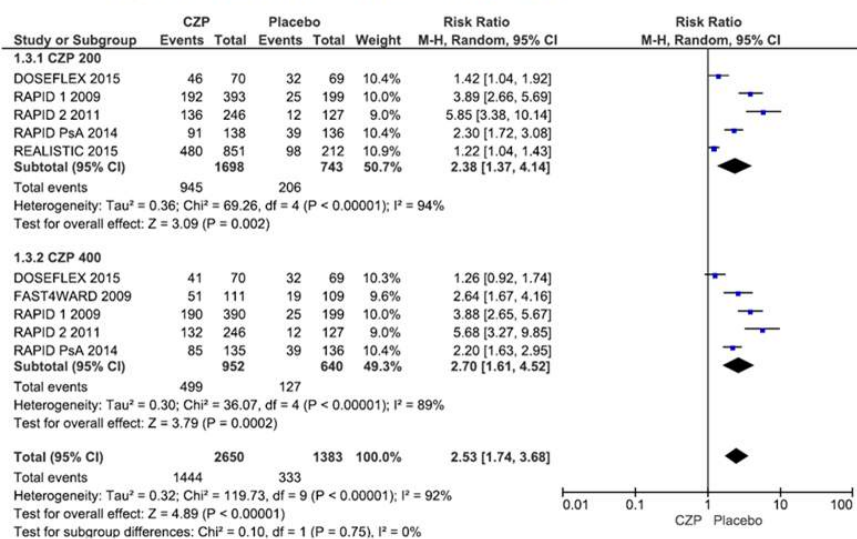 CZP Placebo Risk Ratio Risk Ratio
Study or Subgroup Events Total Events Total Weight M-H, Random, 95% CI M-H, Random, 95% CI
1.3.1 CZP 200
DOSEFLEX 2015 46 70 32 69 10.4% 1.42 [1.04, 1.92]
RAPID 1 2009 192 393 25 199 10.0% 3.89 [2.66, 5.69]
RAPID 2 2011 136 246 12 127 9.0% 5.85 [3.38, 10.14]
RAPID PsA 2014 91 138 39 136 10.4% 2.30 [1.72, 3.08]
REALISTIC 2015 480 851 98 212 10.9% 1.22 [1.04, 1.43]
Subtotal (95% CI) 1698 743 50.7% 2.38 [1.37, 4.14]
Total events 945 206
Heterogeneity: Tau² = 0.36; Chi² = 69.26, df = 4 (P < 0.00001); I² = 94%
Test for overall effect: Z = 3.09 (P = 0.002)
1.3.2 CZP 400
DOSEFLEX 2015 41 70 32 69 10.3% 1.26 [0.92, 1.74]
FAST4WARD 2009 51 111 19 109 9.6% 2.64 [1.67, 4.16]
RAPID 1 2009 190 390 25 199 10.0% 3.88 [2.65, 5.67]
RAPID 2 2011 132 246 12 127 9.0% 5.68 [3.27, 9.85]
RAPID PsA 2014 85 135 39 136 10.4% 2.20 [1.63, 2.95]
Subtotal (95% CI) 952 640 49.3% 2.70 [1.61, 4.52]
Total events 499 127
Heterogeneity: Tau² = 0.30; Chi² = 36.07, df = 4 (P < 0.00001); I² = 89%
Test for overall effect: Z = 3.79 (P = 0.0002)
Total (95% CI) 2650 1383 100.0% 2.53 [1.74, 3.68]
Total events 1444 333
Heterogeneity: Tau² = 0.32; Chi² = 119.73, df = 9 (P < 0.00001); I² = 92%
Test for overall effect: Z = 4.89 (P < 0.00001)
Test for subgroup differences: Chi² = 0.10, df = 1 (P = 0.75), I² = 0%
0.01 0.1 1 10 100
CZP Placebo